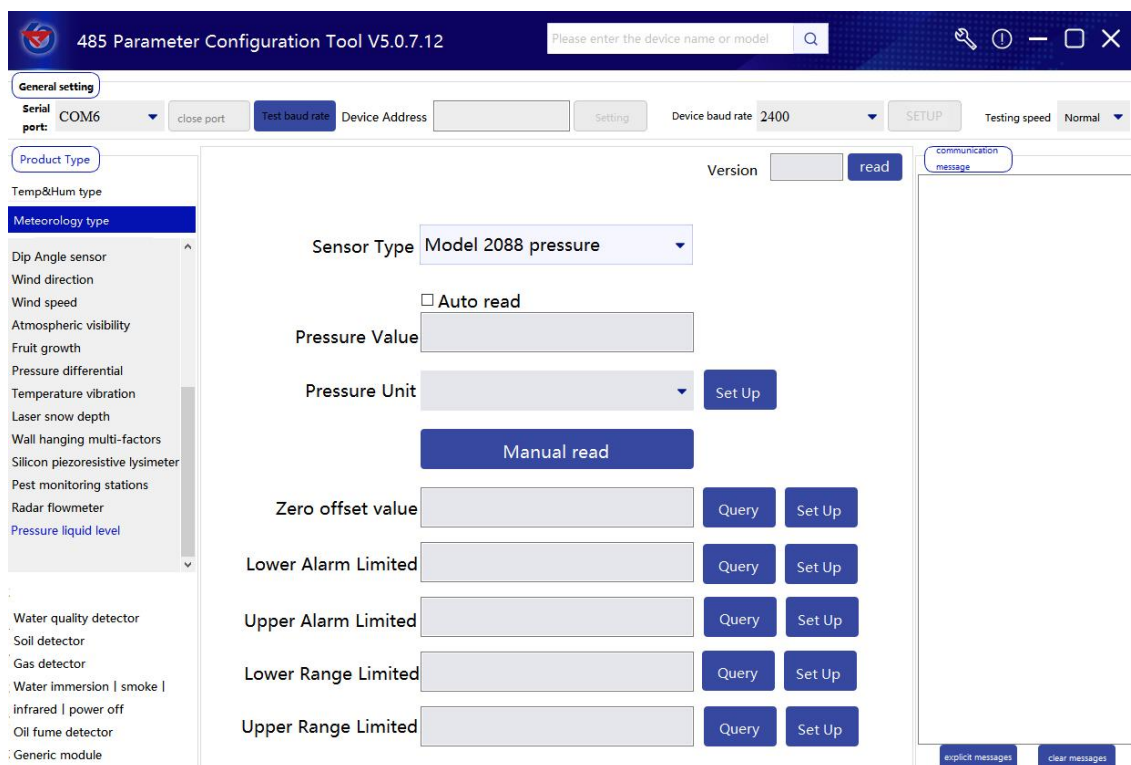 485 Parameter Configuration Tool V5.0.7.12
Please enter the device name or model
General setting
Serial port:
COM6
close port
Test baud rate
Device Address
Setting
Device baud rate
2400
SETUP
Testing speed
Normal
Product Type
Temp&Hum type
Meteorology type
Dip Angle sensor
Wind direction
Wind speed
Atmospheric visibility
Fruit growth
Pressure differential
Temperature vibration
Laser snow depth
Wall hanging multi-factors
Silicon piezoresistive lysimeter
Pest monitoring stations
Radar flowmeter
Pressure liquid level
Water quality detector
Soil detector
Gas detector
Water immersion | smoke |
infrared | power off
Oil fume detector
Generic module
Version
read
Sensor Type
Model 2088 pressure
Auto read
Pressure Value
Pressure Unit
Set Up
Manual read
Zero offset value
Query
Set Up
Lower Alarm Limited
Query
Set Up
Upper Alarm Limited
Query
Set Up
Lower Range Limited
Query
Set Up
Upper Range Limited
Query
Set Up
communication
message
explicit messages
clear messages